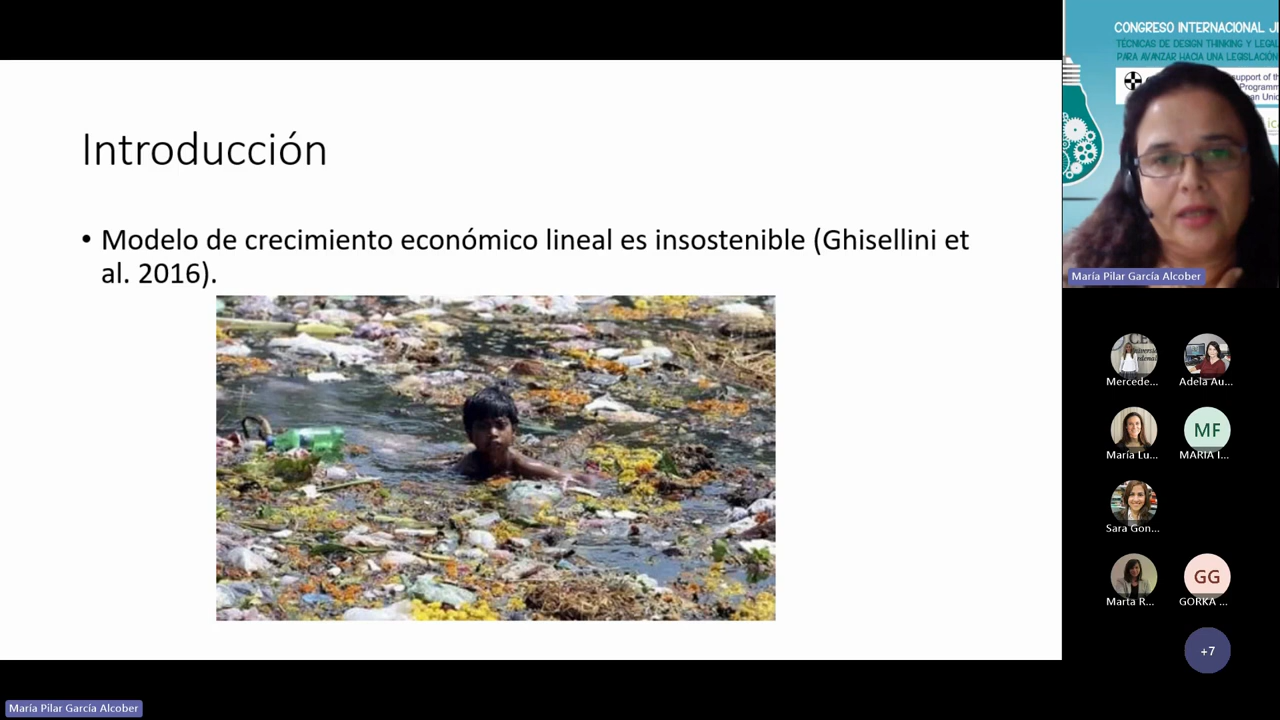 Introducción
• Modelo de crecimiento económico lineal es insostenible (Ghisellini et
al. 2016).
CONGRESO INTERNACIONAL
TÉCNICAS DE DESIGN THINKING Y
PARA AVANZAR HACIA UNA LEGISLACIÓN
support of
María Pilar García Alcober
Mercede...
Adela Au...
María Lu...
MF
MARIA I...
Sara Gon...
Marta R...
GG
GORKA ...
+7
María Pilar García Alcober